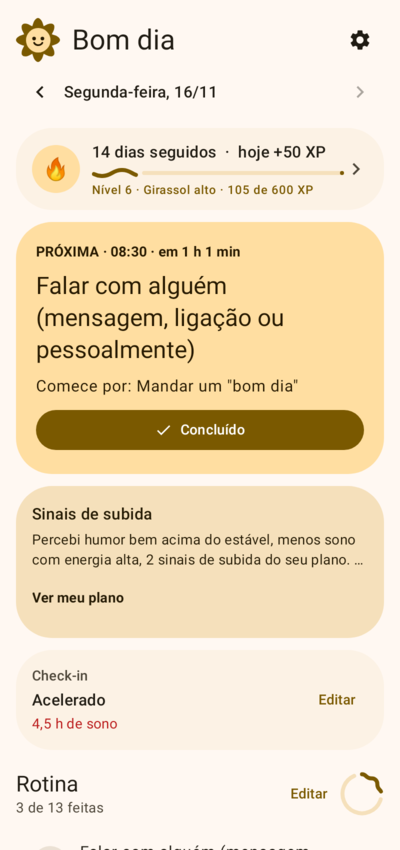 Bom dia
Segunda-feira, 16/11
14 dias seguidos · hoje +50 XP
Nível 6 · Girassol alto · 105 de 600 XP
PRÓXIMA · 08:30 · em 1 h 1 min
Falar com alguém
(mensagem, ligação ou
pessoalmente)
Comece por: Mandar um "bom dia"
Concluído
Sinais de subida
Percebi humor bem acima do estável, menos sono
com energia alta, 2 sinais de subida do seu plano. …
Ver meu plano
Check-in
Acelerado
Editar
4,5 h de sono
Rotina
Editar
3 de 13 feitas
Falar com alguém (mensagem